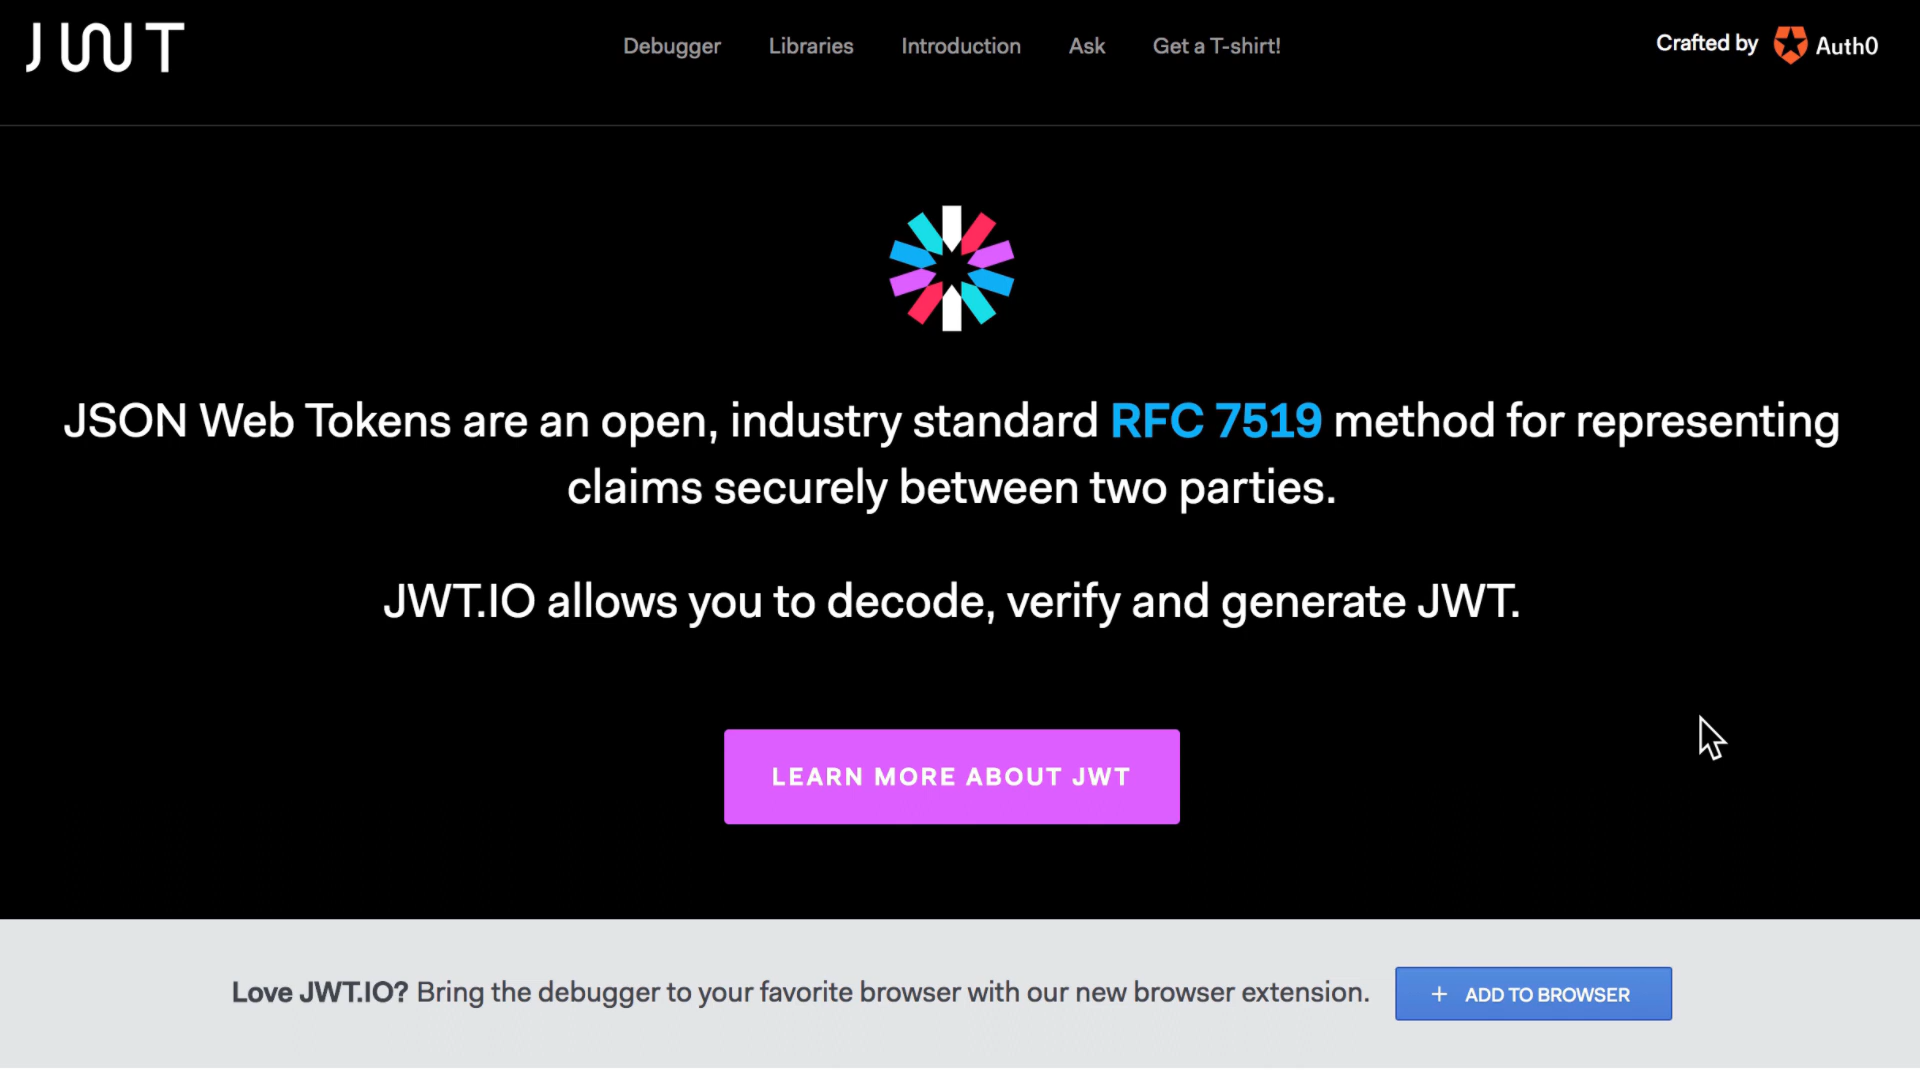 JWT
Debugger
Libraries
Introduction
Ask
Get a T-shirt!
Crafted by
Auth0
JSON Web Tokens are an open, industry standard RFC 7519 method for representing
claims securely between two parties.
JWT.IO allows you to decode, verify and generate JWT.
LEARN MORE ABOUT JWT
Love JWT.IO? Bring the debugger to your favorite browser with our new browser extension.
+ ADD TO BROWSER